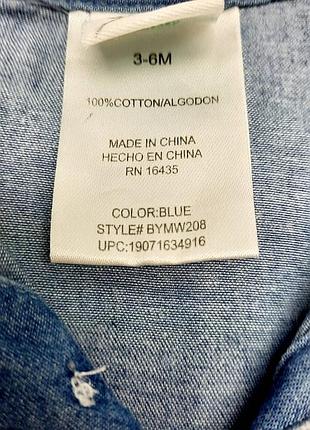 3-6M
100%COTTON/ALGODON
MADE IN CHINA
HECHO EN CHINA
RN 16435
COLOR:BLUE
STYLE# BYMW208
UPC:19071634916